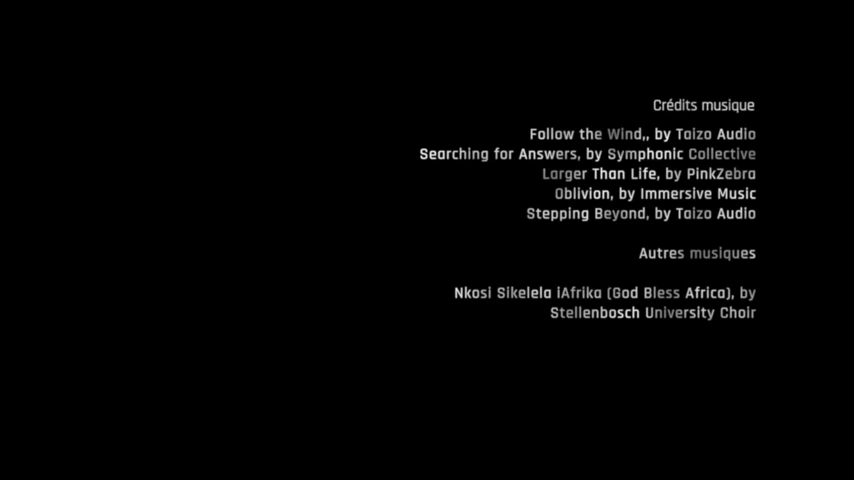 Crédits musique
Follow the Wind,, by Taizo Audio
Searching for Answers, by Symphonic Collective
Larger Than Life, by PinkZebra
Oblivion, by Immersive Music
Stepping Beyond, by Taizo Audio
Autres musiques
Nkosi Sikelela iAfrika (God Bless Africa), by
Stellenbosch University Choir